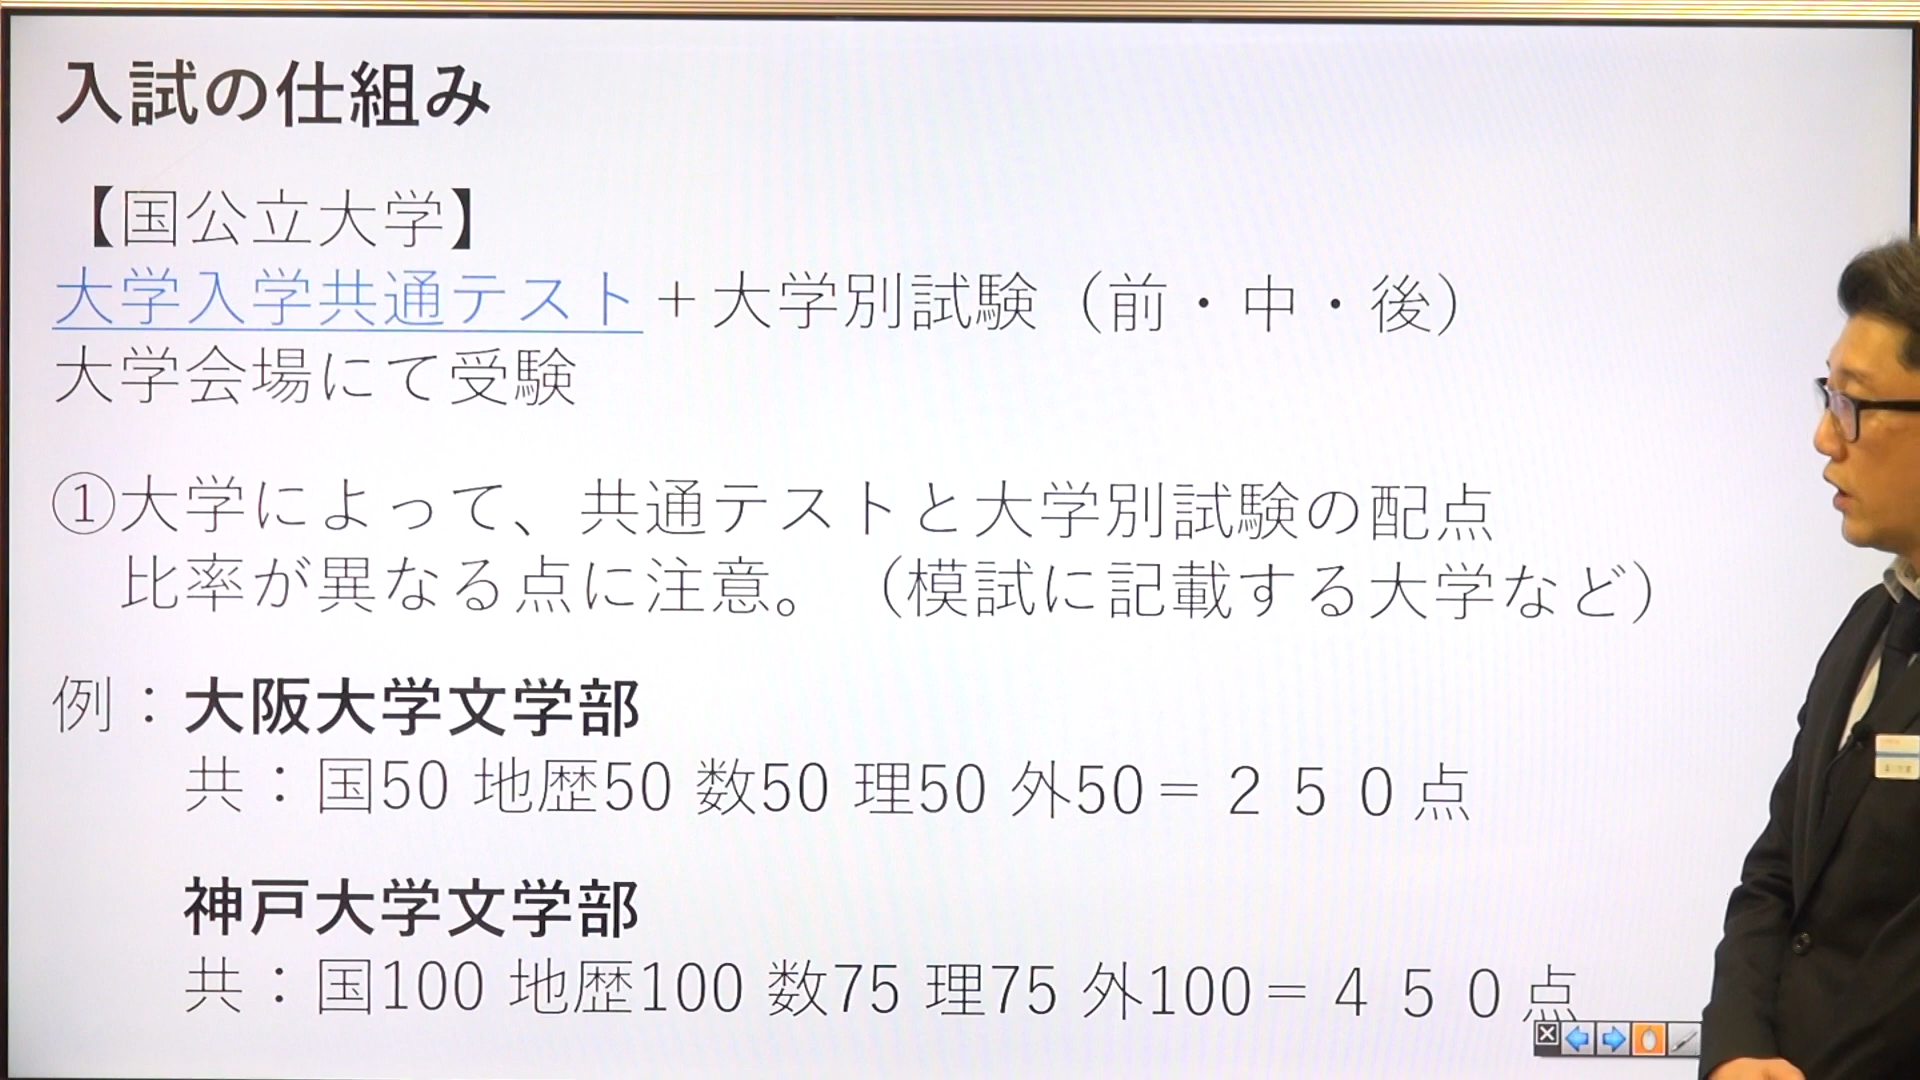 入試の仕組み
【国公立大学】
大学入学共通テスト+大学別試験（前・中・後）
大学会場にて受験
①大学によって、共通テストと大学別試験の配点
比率が異なる点に注意。（模試に記載する大学など）
例：大阪大学文学部
共：国50 地歴50 数50 理50 外50＝２５０点
神戸大学文学部
共：国100 地歴100 数75 理75 外100＝４５０点